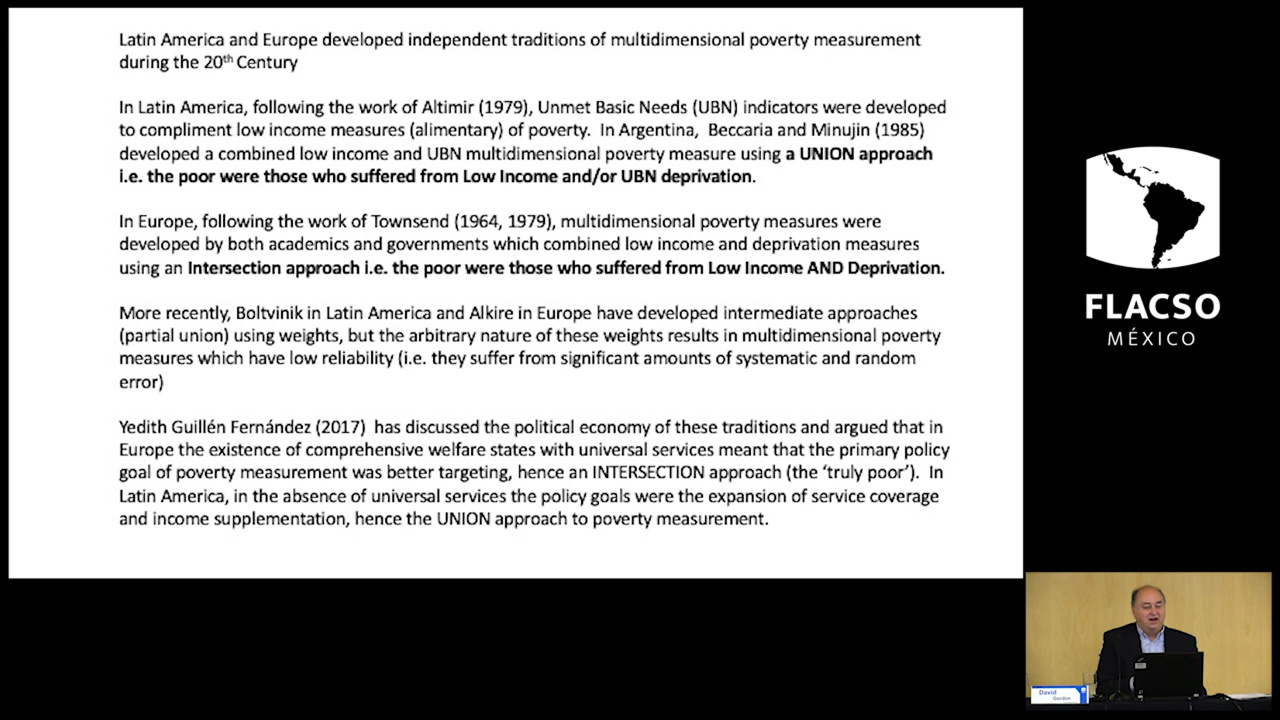 Latin America and Europe developed independent traditions of multidimensional poverty measurement
during the 20th Century
In Latin America, following the work of Altimir (1979), Unmet Basic Needs (UBN) indicators were developed
to compliment low income measures (alimentary) of poverty. In Argentina, Beccaria and Minujin (1985)
developed a combined low income and UBN multidimensional poverty measure using a UNION approach
i.e. the poor were those who suffered from Low Income and/or UBN deprivation.
In Europe, following the work of Townsend (1964, 1979), multidimensional poverty measures were
developed by both academics and governments which combined low income and deprivation measures
using an Intersection approach i.e. the poor were those who suffered from Low Income AND Deprivation.
More recently, Boltvinik in Latin America and Alkire in Europe have developed intermediate approaches
(partial union) using weights, but the arbitrary nature of these weights results in multidimensional poverty
measures which have low reliability (i.e. they suffer from significant amounts of systematic and random
error)
Yedith Guillén Fernández (2017) has discussed the political economy of these traditions and argued that in
Europe the existence of comprehensive welfare states with universal services meant that the primary policy
goal of poverty measurement was better targeting, hence an INTERSECTION approach (the ‘truly poor’). In
Latin America, in the absence of universal services the policy goals were the expansion of service coverage
and income supplementation, hence the UNION approach to poverty measurement.
FLACSO
MÉXICO
David
Gordon